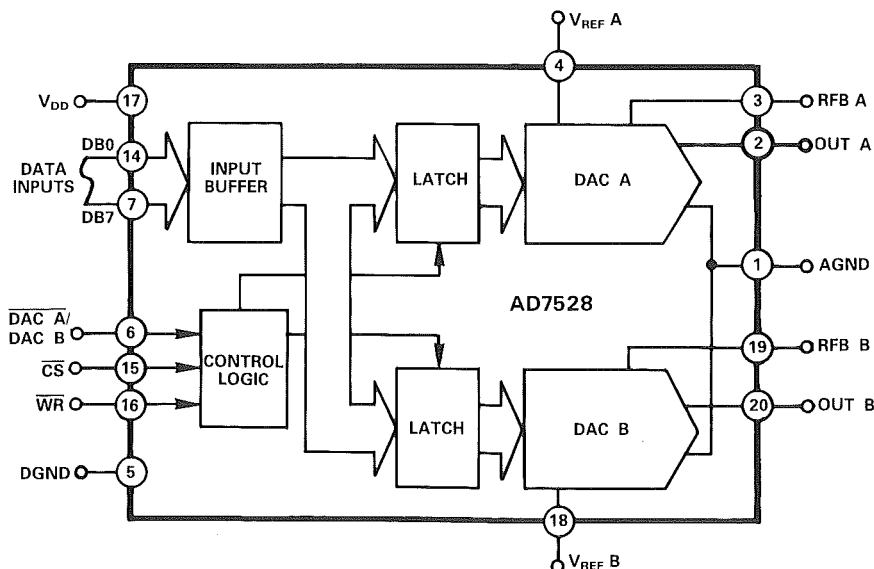 VREF A
4
VDD
17
3
RFB A
DB0
14
2
OUT A
DATA
INPUTS
INPUT
BUFFER
LATCH
DAC A
7
DB7
1
AGND
AD7528
DAC A/
DAC B
6
CONTROL
LOGIC
19
RFB B
CS
15
WR
16
LATCH
DAC B
20
OUT B
DGND
5
18
VREF B